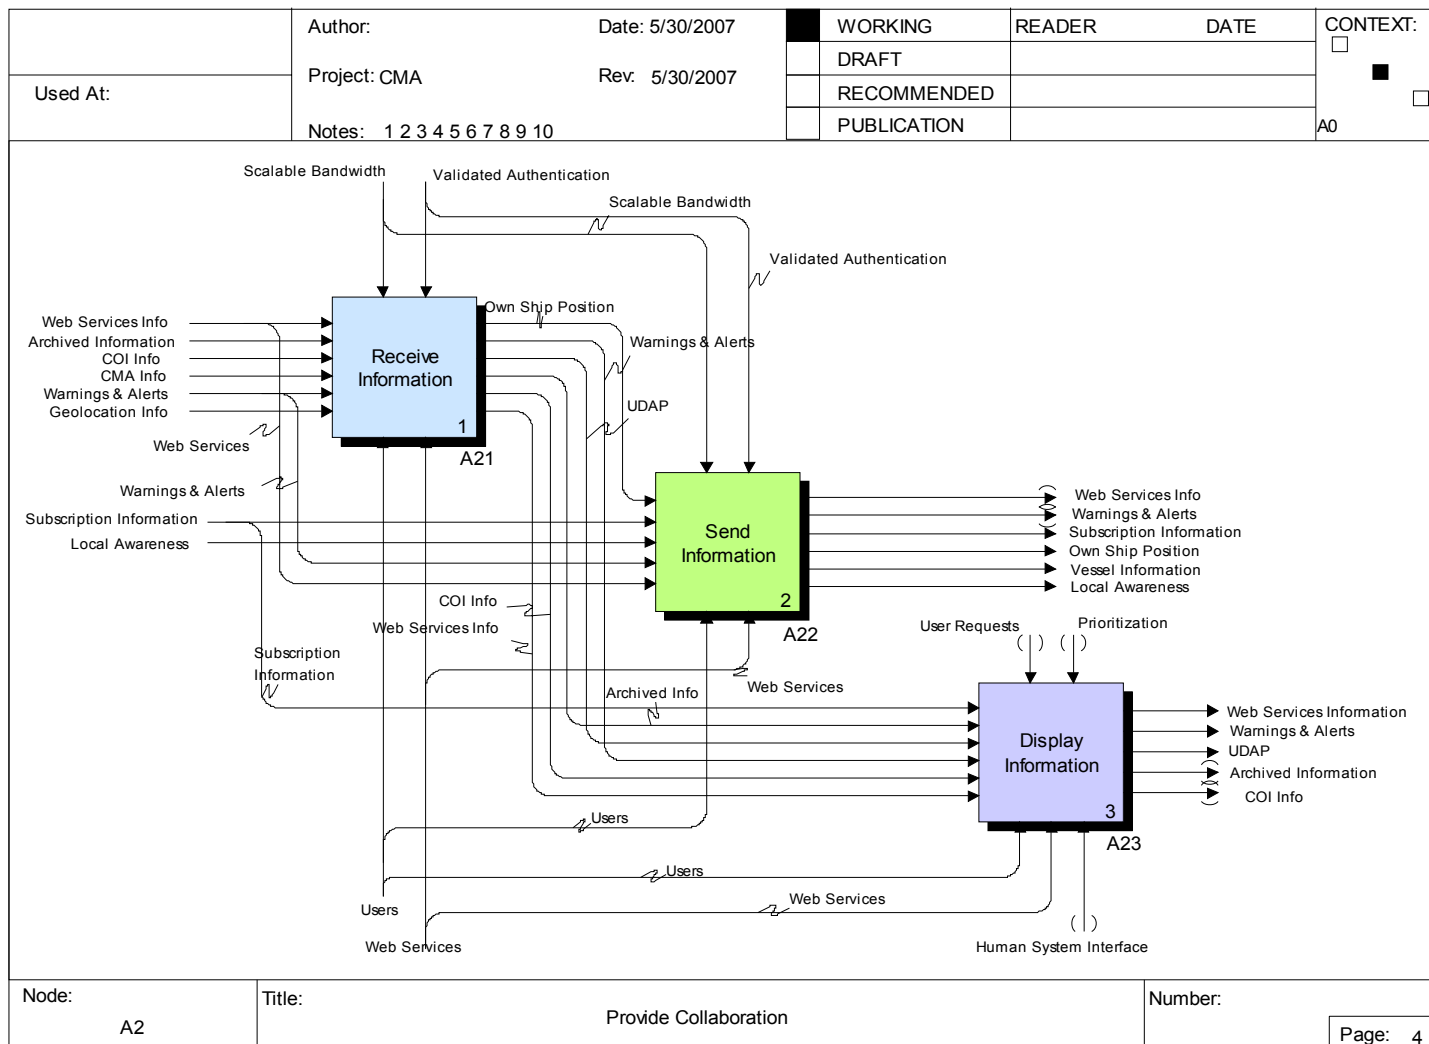 Used At:
Author:
Date: 5/30/2007
Project: CMA
Rev: 5/30/2007
Notes: 1 2 3 4 5 6 7 8 9 10
WORKING
DRAFT
RECOMMENDED
PUBLICATION
READER DATE
CONTEXT:
A0
Scalable Bandwidth
Validated Authentication
Scalable Bandwidth
Validated Authentication
Web Services Info
Archived Information
COI Info
CMA Info
Warnings & Alerts
Geolocation Info
Receive
Information
1
A21
Own Ship Position
Warnings & Alerts
UDAP
Web Services
Warnings & Alerts
Subscription Information
Local Awareness
Send
Information
2
A22
Web Services Info
Warnings & Alerts
Subscription Information
Own Ship Position
Vessel Information
Local Awareness
COI Info
Web Services Info
Subscription
Information
Archived Info
Web Services
User Requests
Prioritization
Display
Information
3
A23
Web Services Information
Warnings & Alerts
UDAP
Archived Information
COI Info
Users
Users
Users
Web Services
Web Services
Human System Interface
Node:
A2
Title:
Provide Collaboration
Number:
Page: 4